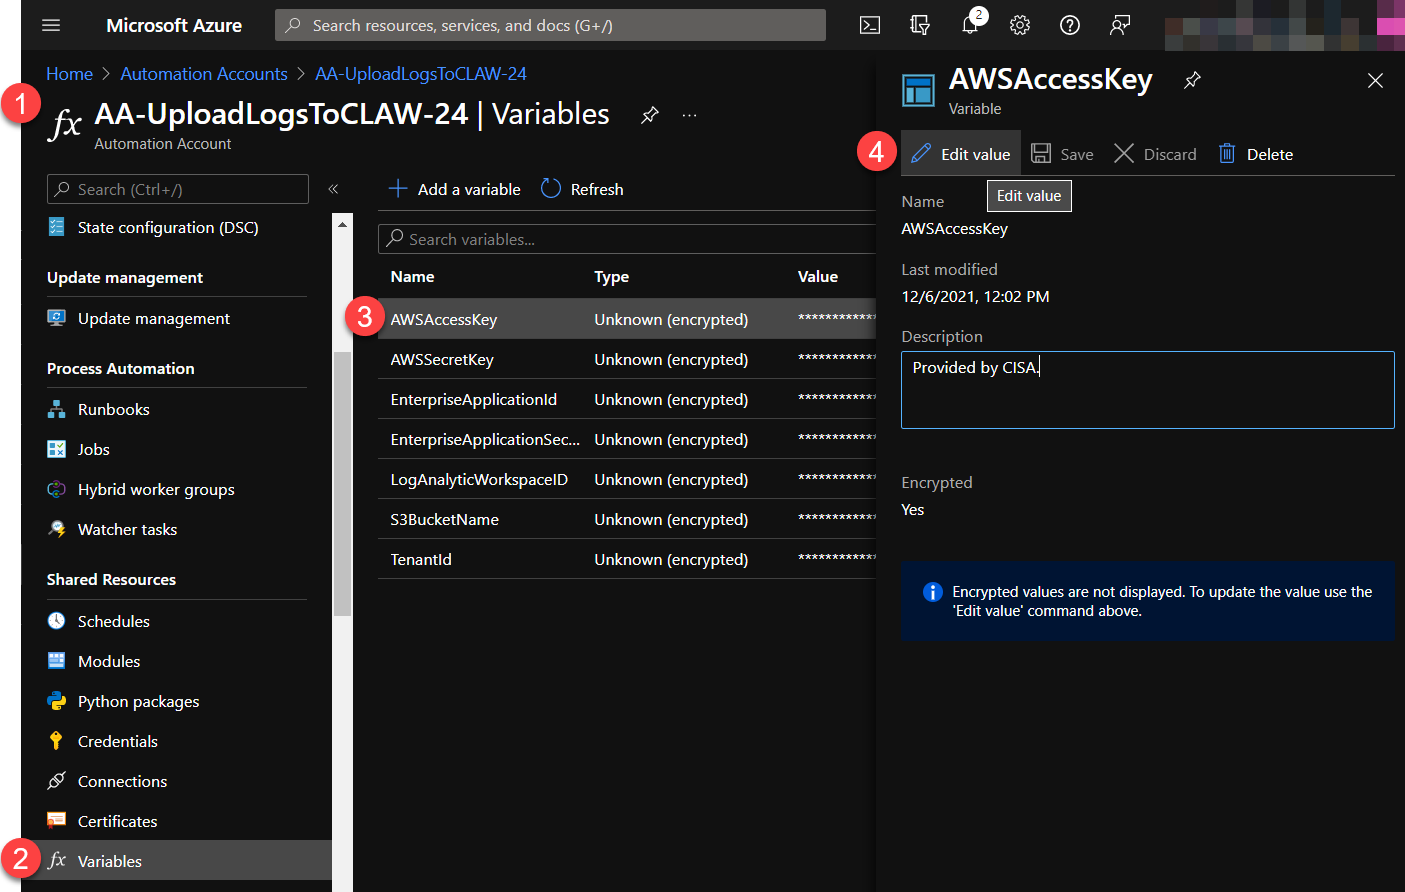 Microsoft Azure
Search resources, services, and docs (G+/)
2
Home > Automation Accounts > AA-UploadLogsToCLAW-24
1
fx
AA-UploadLogsToCLAW-24 | Variables
...
Automation Account
Search (Ctrl+/)
«
State configuration (DSC)
Update management
Update management
Process Automation
Runbooks
Jobs
Hybrid worker groups
Watcher tasks
Shared Resources
Schedules
Modules
Python packages
Credentials
Connections
Certificates
2
fx Variables
Add a variable
Refresh
Search variables...
Name Type Value
3
AWSAccessKey Unknown (encrypted) ************
AWSSecretKey Unknown (encrypted) ************
EnterpriseApplicationId Unknown (encrypted) ************
EnterpriseApplicationSec... Unknown (encrypted) ************
LogAnalyticWorkspaceID Unknown (encrypted) ************
S3BucketName Unknown (encrypted) ************
TenantId Unknown (encrypted) ************
AWSAccessKey
Variable
4
Edit value Save Discard Delete
Edit value
Name
AWSAccessKey
Last modified
12/6/2021, 12:02 PM
Description
Provided by CISA.
Encrypted
Yes
Encrypted values are not displayed. To update the value use the
'Edit value' command above.